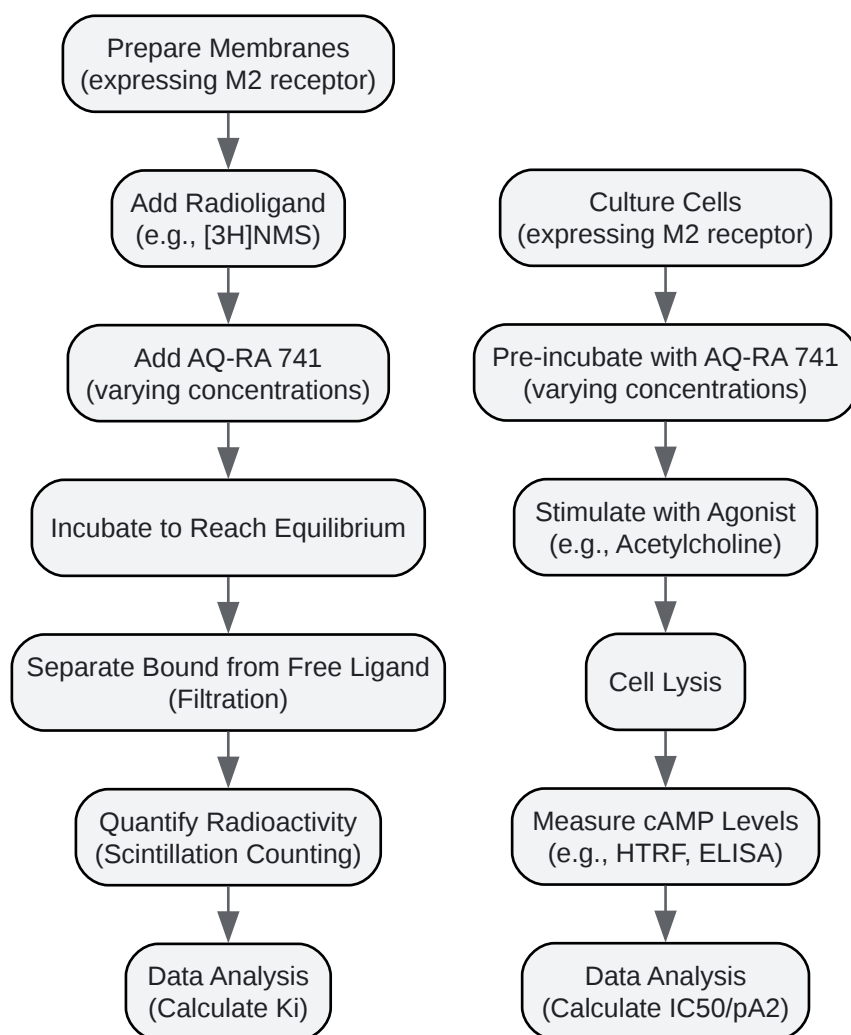 Prepare Membranes
(expressing M2 receptor)
Add Radioligand
(e.g., [3H]NMS)
Add AQ-RA 741
(varying concentrations)
Incubate to Reach Equilibrium
Separate Bound from Free Ligand
(Filtration)
Quantify Radioactivity
(Scintillation Counting)
Data Analysis
(Calculate Ki)
Culture Cells
(expressing M2 receptor)
Pre-incubate with AQ-RA 741
(varying concentrations)
Stimulate with Agonist
(e.g., Acetylcholine)
Cell Lysis
Measure cAMP Levels
(e.g., HTRF, ELISA)
Data Analysis
(Calculate IC50/pA2)